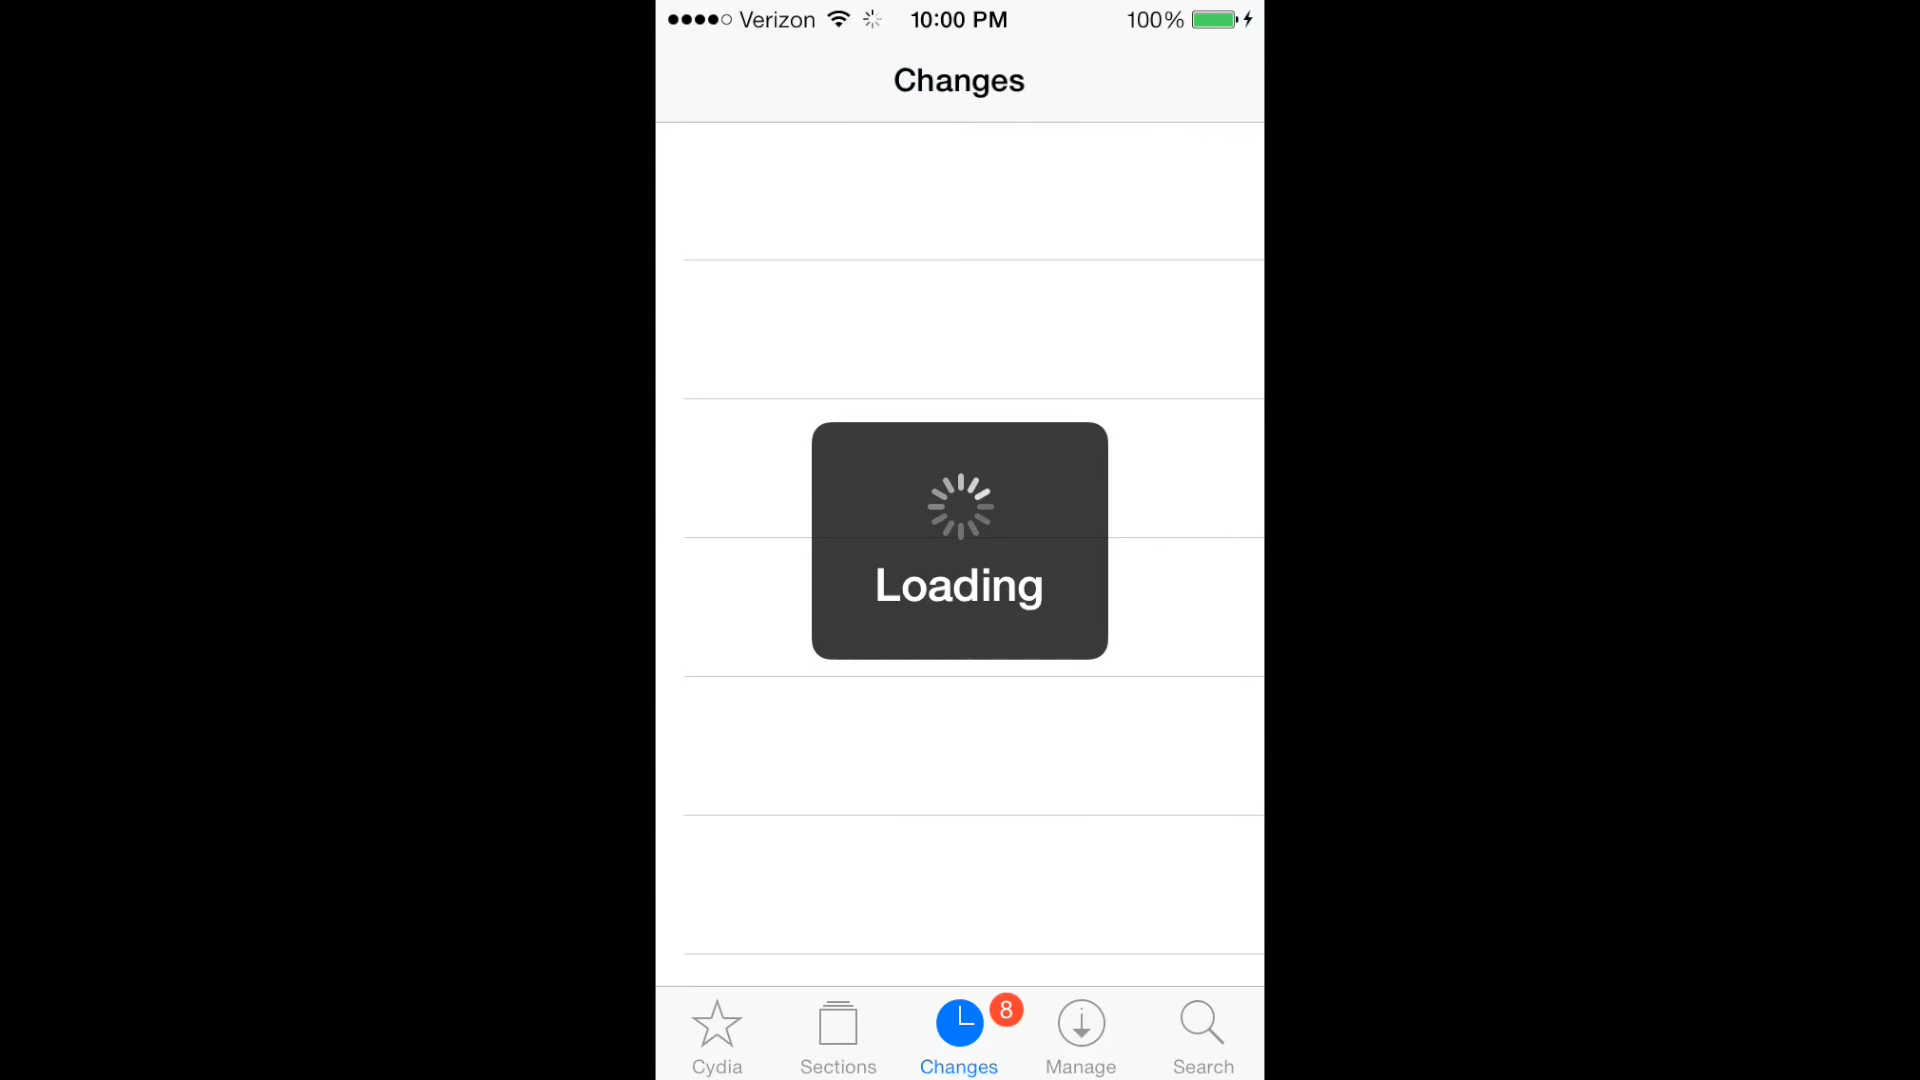 Verizon 10:00 PM 100%
Changes
Loading
8
Cydia Sections Changes Manage Search